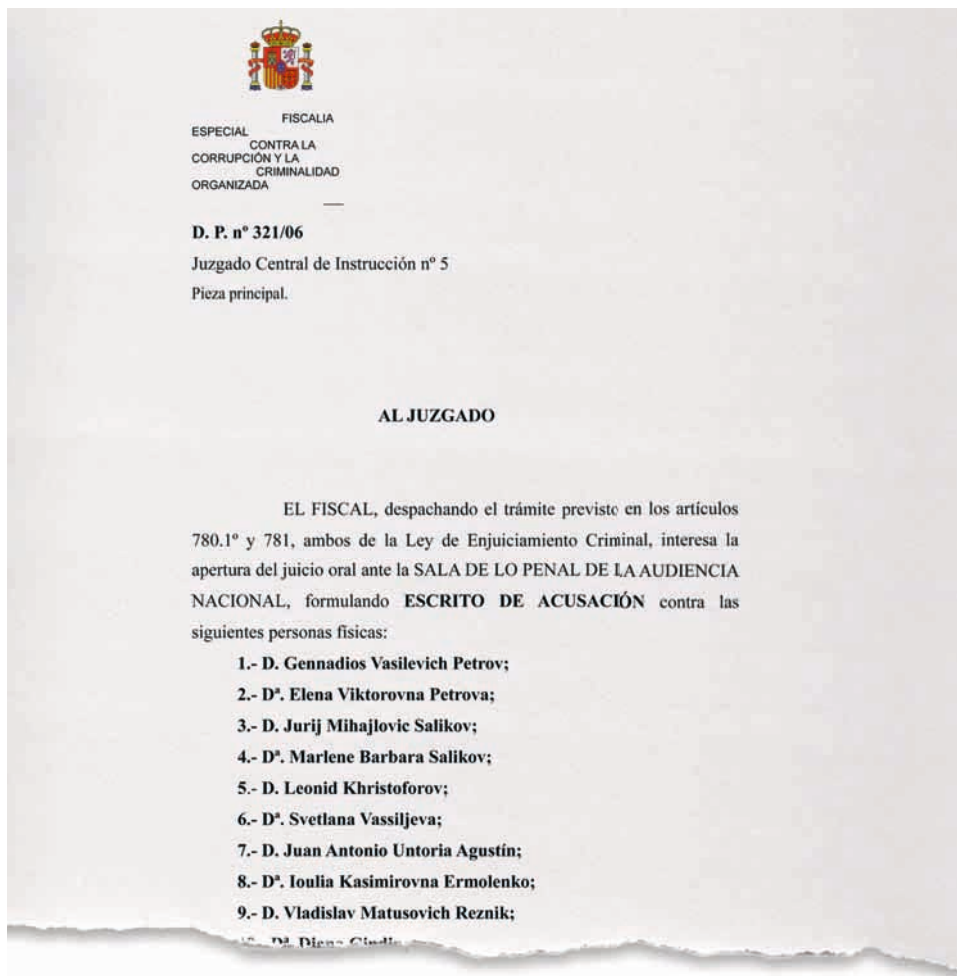 FISCALIA
ESPECIAL
CONTRA LA
CORRUPCIÓN Y LA
CRIMINALIDAD
ORGANIZADA
D. P. nº 321/06
Juzgado Central de Instrucción nº 5
Pieza principal.
AL JUZGADO
EL FISCAL, despachando el trámite previsto en los artículos
780.1º y 781, ambos de la Ley de Enjuiciamiento Criminal, interesa la
apertura del juicio oral ante la SALA DE LO PENAL DE LA AUDIENCIA
NACIONAL, formulando ESCRITO DE ACUSACIÓN contra las
siguientes personas físicas:
1.- D. Gennadios Vasilevich Petrov;
2.- Dª. Elena Viktorovna Petrova;
3.- D. Jurij Mihajlovic Salikov;
4.- Dª. Marlene Barbara Salikov;
5.- D. Leonid Khristoforov;
6.- Dª. Svetlana Vassiljeva;
7.- D. Juan Antonio Untoria Agustín;
8.- Dª. Ioulia Kasimirovna Ermolenko;
9.- D. Vladislav Matusovich Reznik;
Dª.